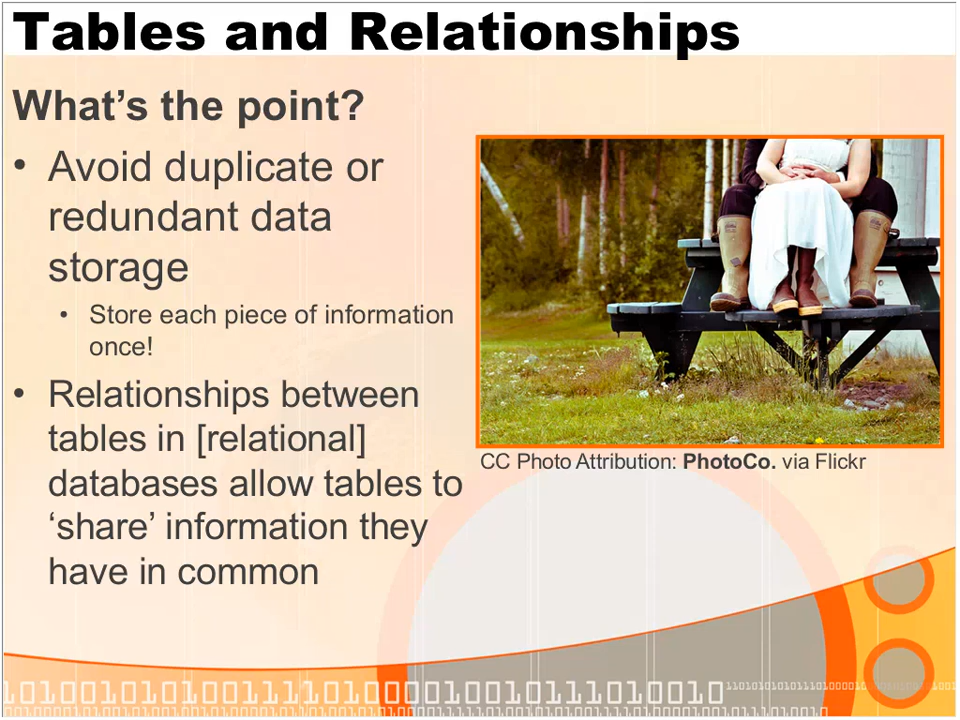 Tables and Relationships
What’s the point?
• Avoid duplicate or
redundant data
storage
• Store each piece of information
once!
• Relationships between
tables in [relational]
databases allow tables to
‘share’ information they
have in common
CC Photo Attribution: PhotoCo. via Flickr